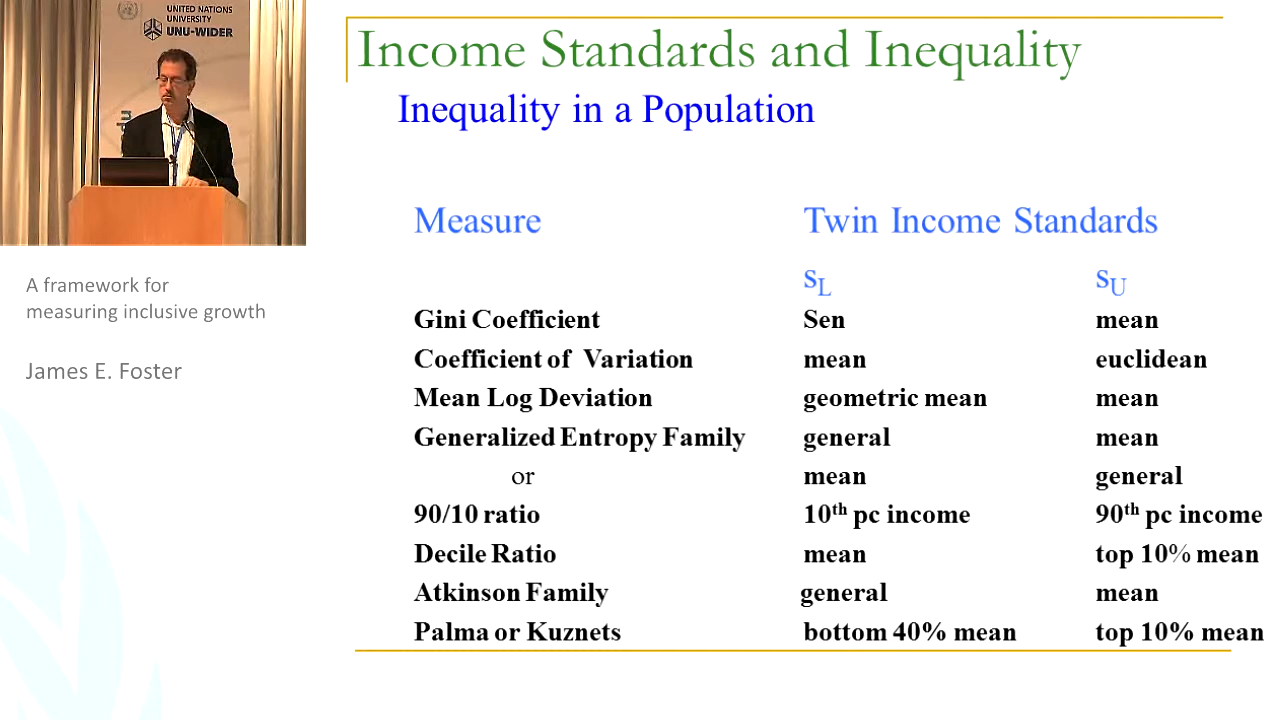 UNITED NATIONS
UNIVERSITY
UNU-WIDER
A framework for
measuring inclusive growth
James E. Foster
Income Standards and Inequality
Inequality in a Population
Measure Twin Income Standards
sL sU
Gini Coefficient Sen mean
Coefficient of Variation mean euclidean
Mean Log Deviation geometric mean mean
Generalized Entropy Family general mean
or mean general
90/10 ratio 10th pc income 90th pc income
Decile Ratio mean top 10% mean
Atkinson Family general mean
Palma or Kuznets bottom 40% mean top 10% mean